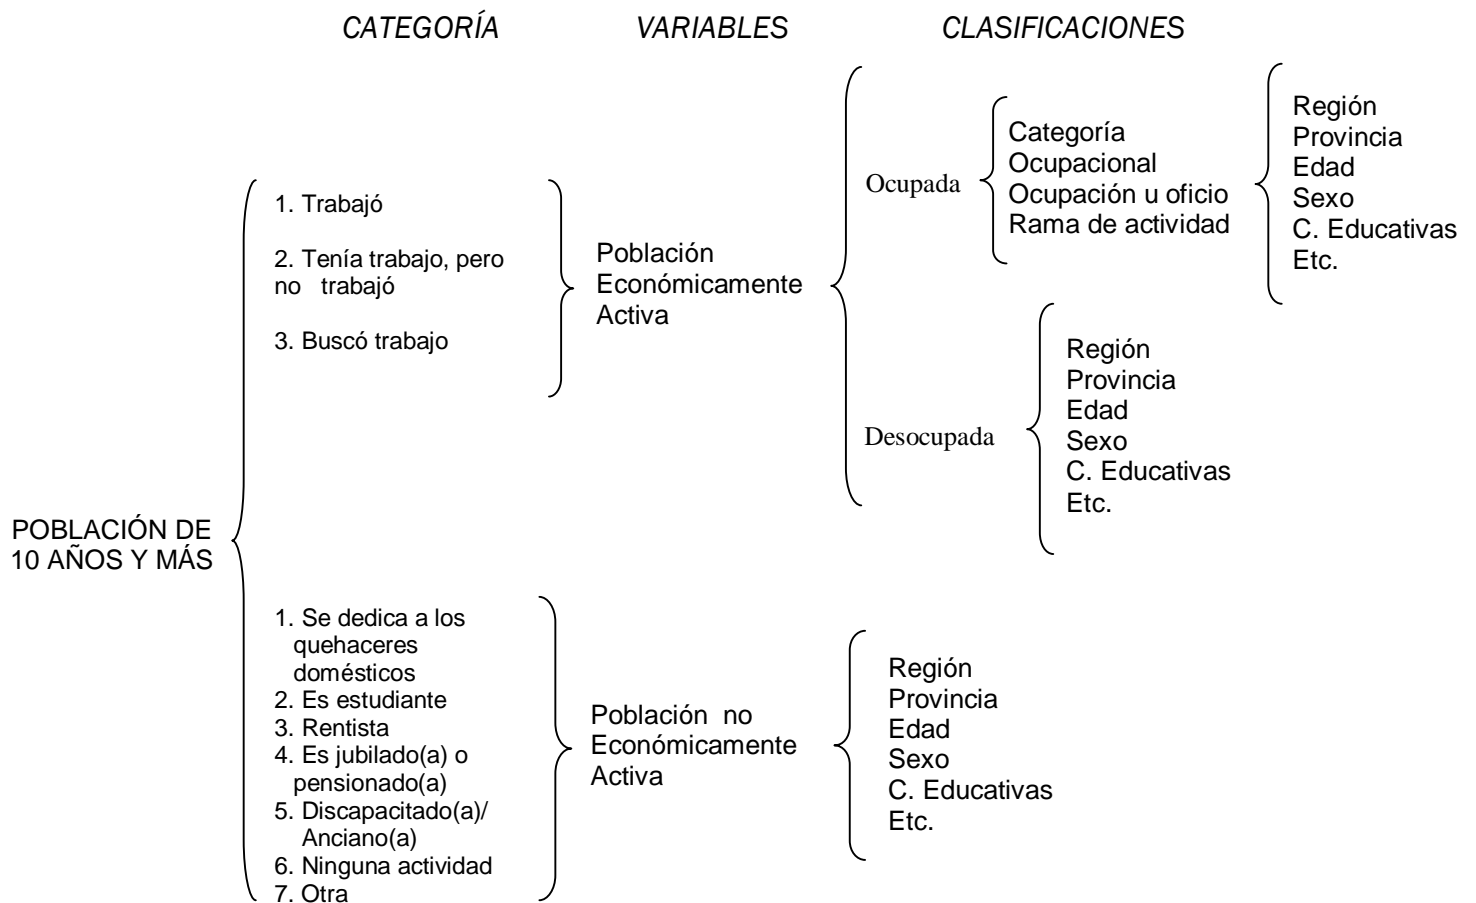 CATEGORÍA VARIABLES CLASIFICACIONES
POBLACIÓN DE
10 AÑOS Y MÁS
1. Trabajó
2. Tenía trabajo, pero
no trabajó
3. Buscó trabajo
Población
Económicamente
Activa
Ocupada
Categoría
Ocupacional
Ocupación u oficio
Rama de actividad
Región
Provincia
Edad
Sexo
C. Educativas
Etc.
Desocupada
Región
Provincia
Edad
Sexo
C. Educativas
Etc.
1. Se dedica a los
quehaceres
domésticos
2. Es estudiante
3. Rentista
4. Es jubilado(a) o
pensionado(a)
5. Discapacitado(a)/
Anciano(a)
6. Ninguna actividad
7. Otra
Población no
Económicamente
Activa
Región
Provincia
Edad
Sexo
C. Educativas
Etc.